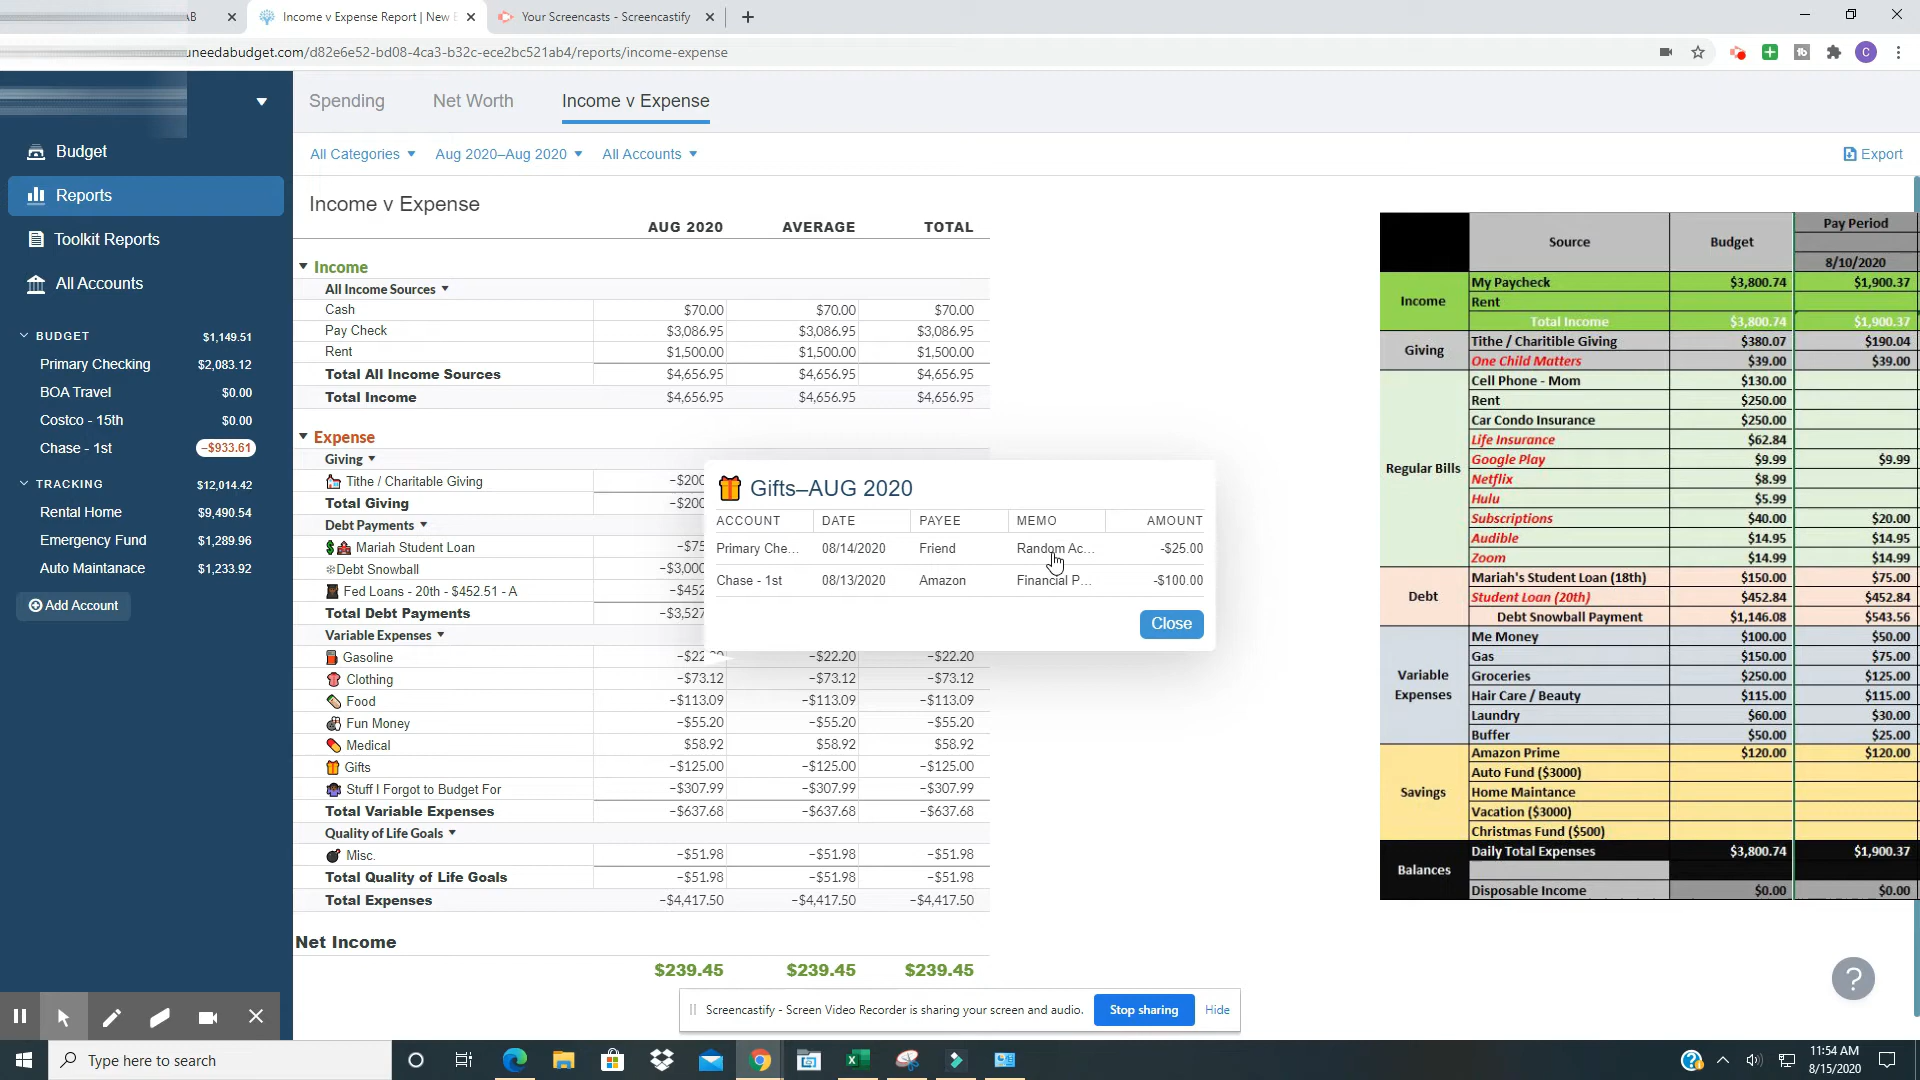 AB
Income v Expense Report | New B
Your Screencasts - Screencastify
uneedabudget.com/d82e6e52-bd08-4ca3-b32c-ece2bc521ab4/reports/income-expense
C
Budget
Reports
Toolkit Reports
All Accounts
BUDGET $1,149.51
Primary Checking $2,083.12
BOA Travel $0.00
Costco - 15th $0.00
Chase - 1st −$933.61
TRACKING $12,014.42
Rental Home $9,490.54
Emergency Fund $1,289.96
Auto Maintanace $1,233.92
Add Account
Spending Net Worth Income v Expense
All Categories Aug 2020–Aug 2020 All Accounts Export
Income v Expense
AUG 2020 AVERAGE TOTAL
Income
All Income Sources
Cash $70.00 $70.00 $70.00
Pay Check $3,086.95 $3,086.95 $3,086.95
Rent $1,500.00 $1,500.00 $1,500.00
Total All Income Sources $4,656.95 $4,656.95 $4,656.95
Total Income $4,656.95 $4,656.95 $4,656.95
Expense
Giving
Tithe / Charitable Giving −$200
Total Giving −$200
Debt Payments
Mariah Student Loan −$75
Debt Snowball −$3,000
Fed Loans - 20th - $452.51 - A −$452
Total Debt Payments −$3,527
Variable Expenses
Gasoline −$22.20 −$22.20 −$22.20
Clothing −$73.12 −$73.12 −$73.12
Food −$113.09 −$113.09 −$113.09
Fun Money −$55.20 −$55.20 −$55.20
Medical $58.92 $58.92 $58.92
Gifts −$125.00 −$125.00 −$125.00
Stuff I Forgot to Budget For −$307.99 −$307.99 −$307.99
Total Variable Expenses −$637.68 −$637.68 −$637.68
Quality of Life Goals
Misc. −$51.98 −$51.98 −$51.98
Total Quality of Life Goals −$51.98 −$51.98 −$51.98
Total Expenses −$4,417.50 −$4,417.50 −$4,417.50
Net Income
$239.45 $239.45 $239.45
Gifts–AUG 2020
ACCOUNT DATE PAYEE MEMO AMOUNT
Primary Che... 08/14/2020 Friend Random Ac... -$25.00
Chase - 1st 08/13/2020 Amazon Financial P... -$100.00
Close
Source Budget Pay Period
8/10/2020
Income
My Paycheck $3,800.74 $1,900.37
Rent
Total Income $3,800.74 $1,900.37
Giving
Tithe / Charitible Giving $380.07 $190.04
One Child Matters $39.00 $39.00
Regular Bills
Cell Phone - Mom $130.00
Rent $250.00
Car Condo Insurance $250.00
Life Insurance $62.84
Google Play $9.99 $9.99
Netflix $8.99
Hulu $5.99
Subscriptions $40.00 $20.00
Audible $14.95 $14.95
Zoom $14.99 $14.99
Debt
Mariah's Student Loan (18th) $150.00 $75.00
Student Loan (20th) $452.84 $452.84
Debt Snowball Payment $1,146.08 $543.56
Variable Expenses
Me Money $100.00 $50.00
Gas $150.00 $75.00
Groceries $250.00 $125.00
Hair Care / Beauty $115.00 $115.00
Laundry $60.00 $30.00
Buffer $50.00 $25.00
Savings
Amazon Prime $120.00 $120.00
Auto Fund ($3000)
Home Maintance
Vacation ($3000)
Christmas Fund ($500)
Balances
Daily Total Expenses $3,800.74 $1,900.37
Disposable Income $0.00 $0.00
?
Screencastify - Screen Video Recorder is sharing your screen and audio. Stop sharing Hide
Type here to search
11:54 AM
8/15/2020